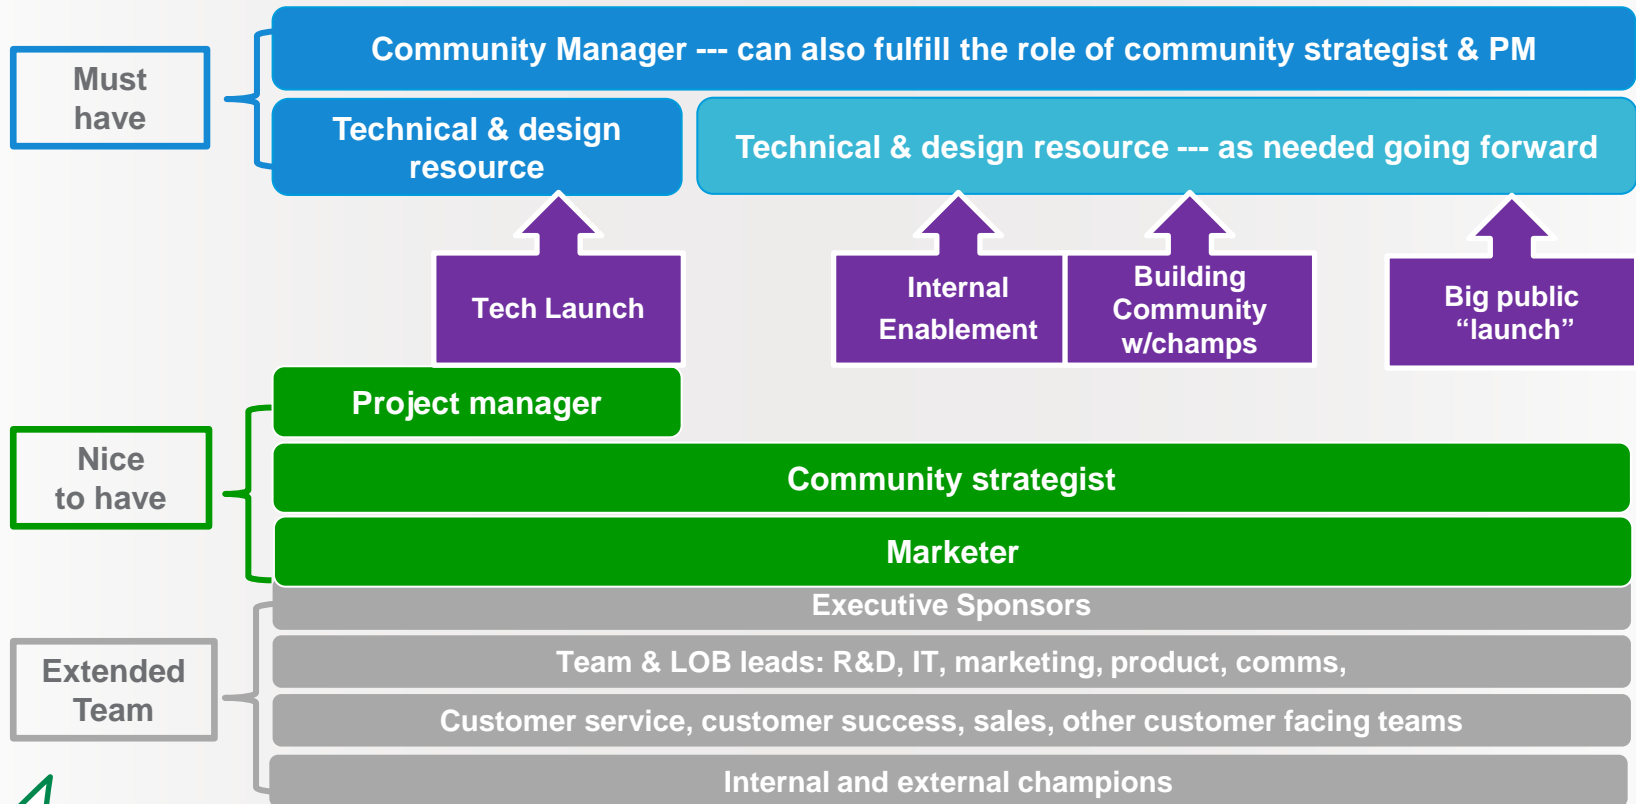 Must
have
Community Manager --- can also fulfill the role of community strategist & PM
Technical & design
resource
Technical & design resource --- as needed going forward
Tech Launch
Internal
Enablement
Building
Community
w/champs
Big public
“launch”
Nice
to have
Project manager
Community strategist
Marketer
Extended
Team
Executive Sponsors
Team & LOB leads: R&D, IT, marketing, product, comms,
Customer service, customer success, sales, other customer facing teams
Internal and external champions